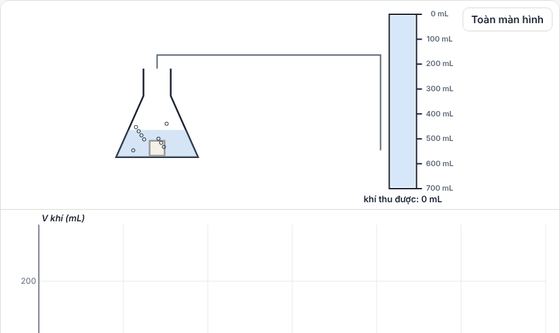 0 mL
Toàn màn hình
100 mL
200 mL
300 mL
400 mL
500 mL
600 mL
700 mL
khí thu được: 0 mL
V khí (mL)
200